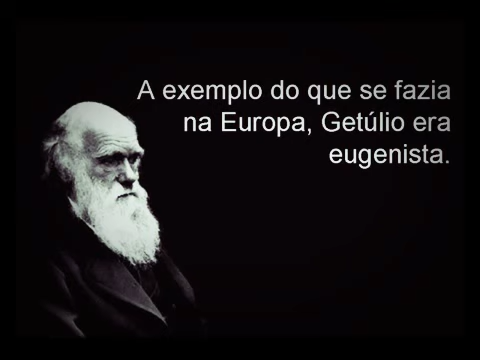 A exemplo do que se fazia
na Europa, Getúlio era
eugenista.